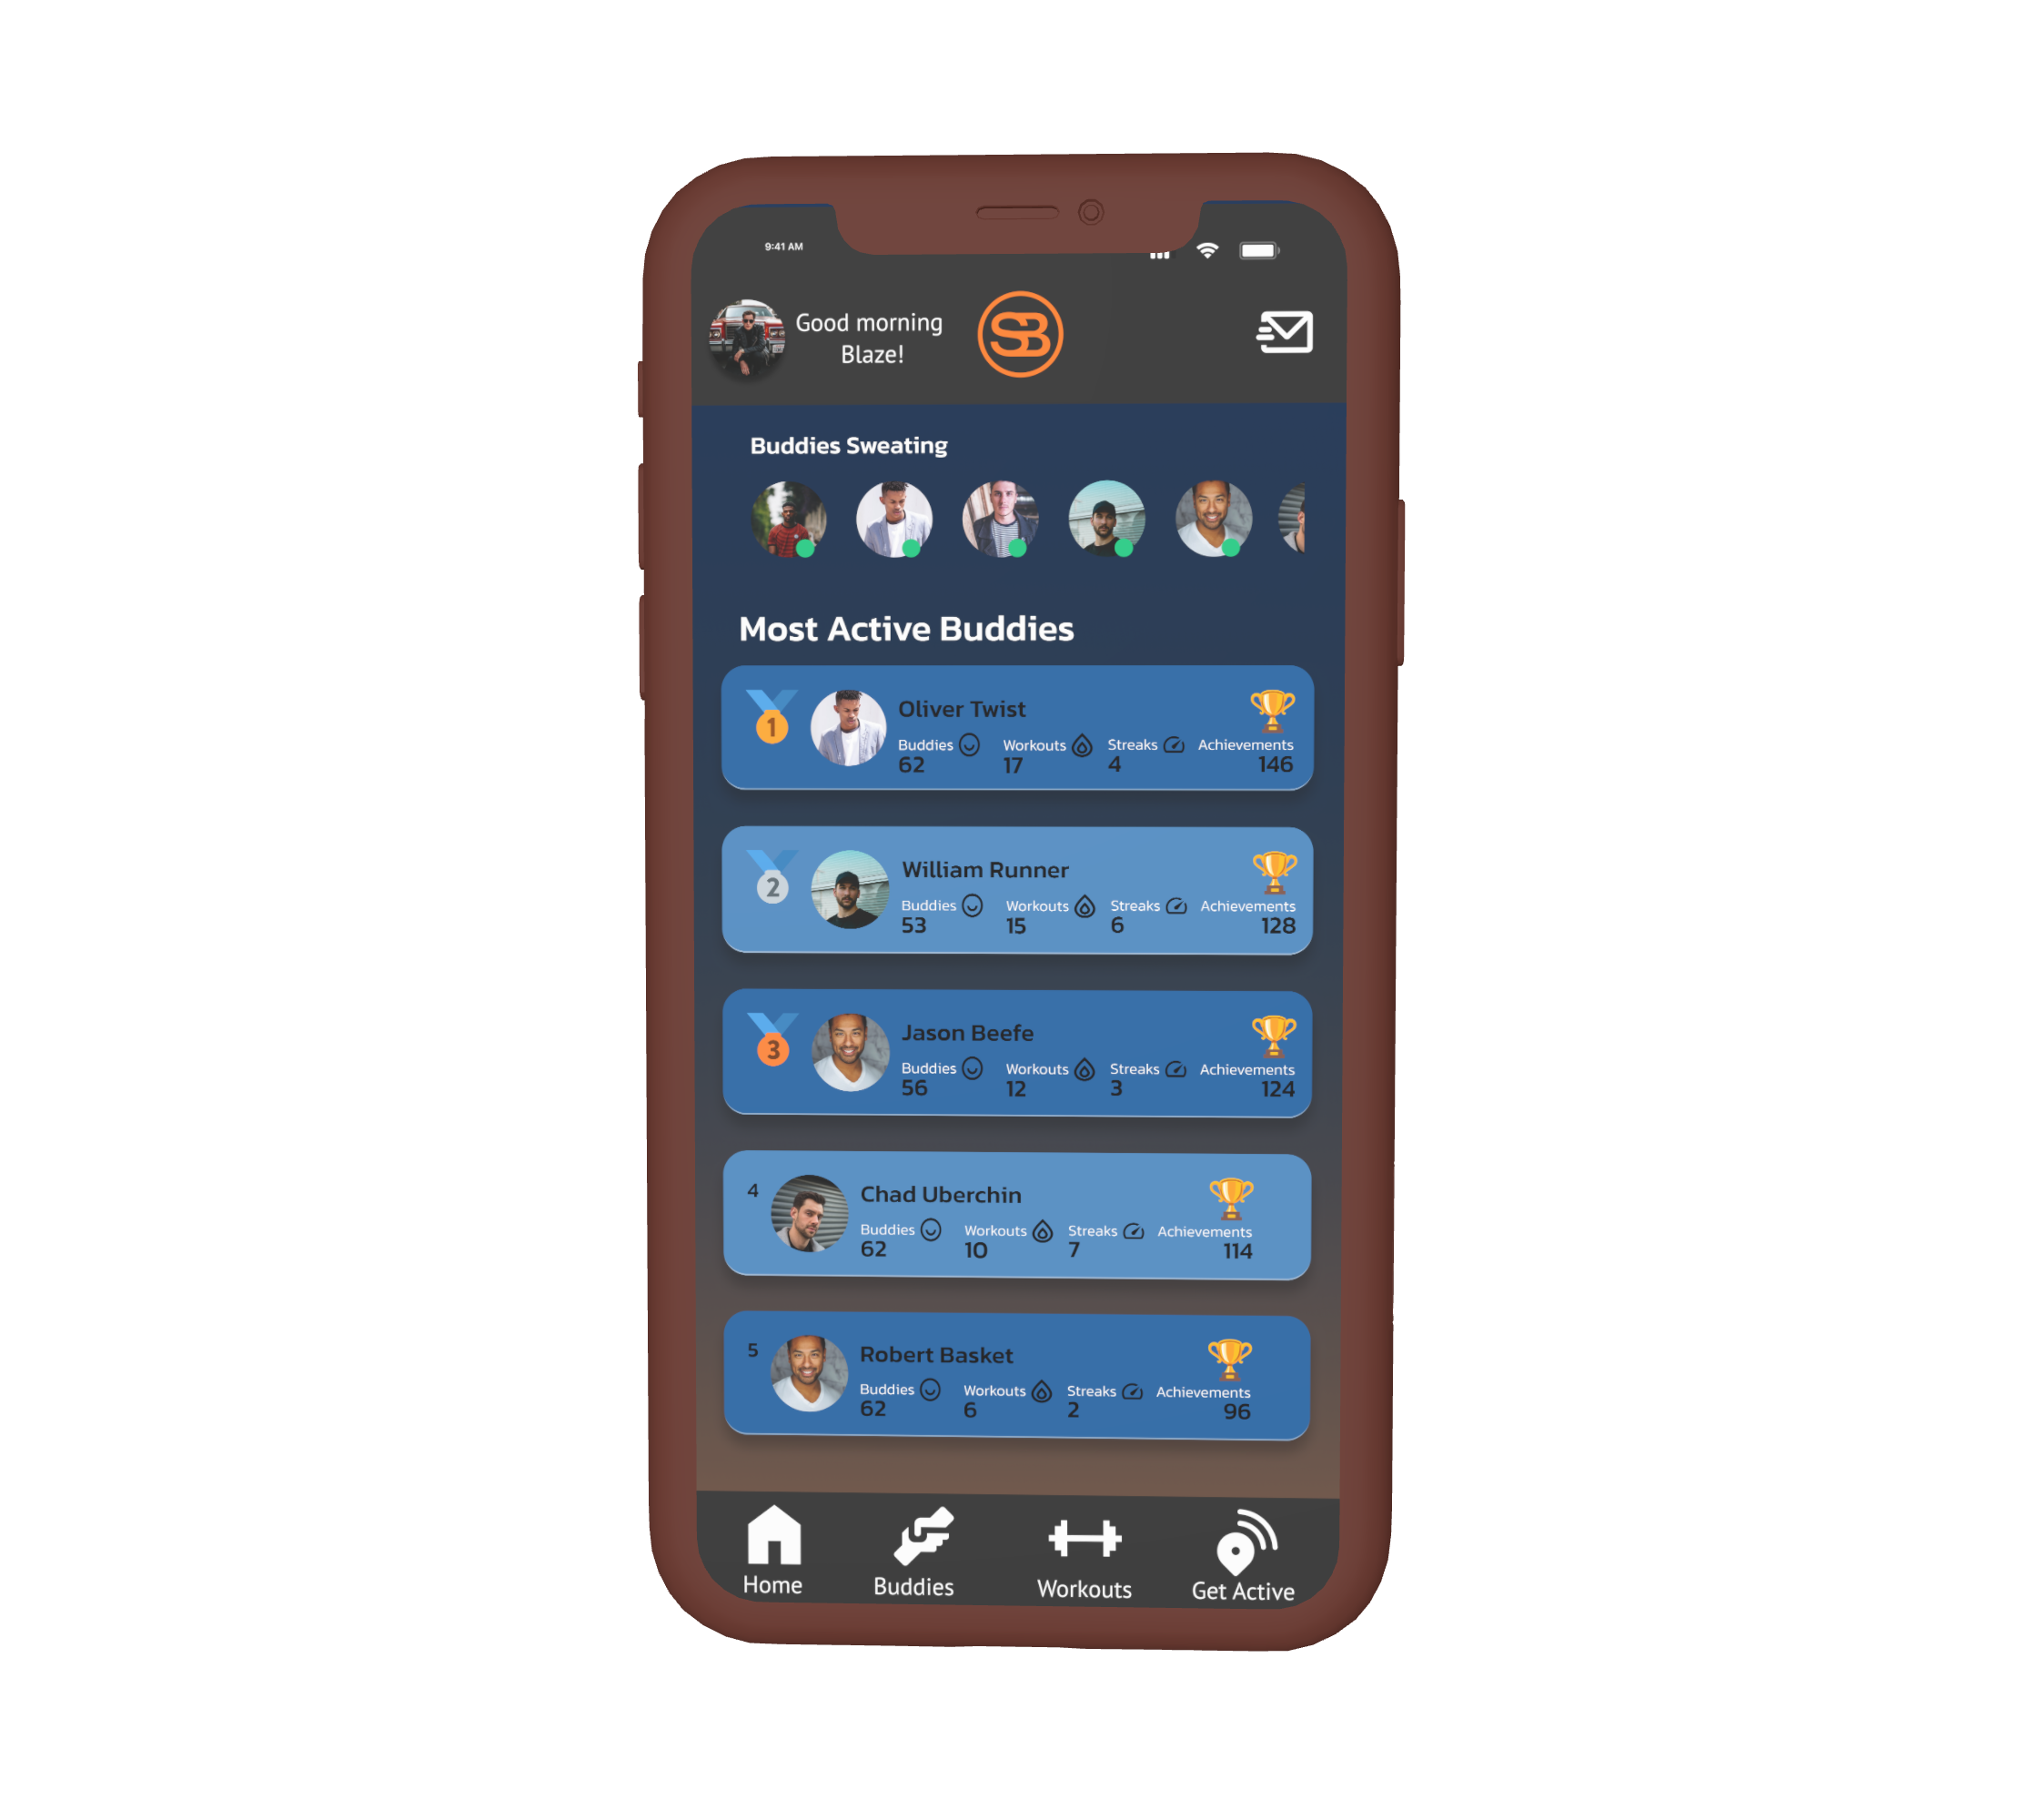 9:41 AM
Good morning
Blaze!
SB
Buddies Sweating
Most Active Buddies
1
Oliver Twist
Buddies Workouts Streaks Achievements
62 17 4 146
2
William Runner
Buddies Workouts Streaks Achievements
53 15 6 128
3
Jason Beefe
Buddies Workouts Streaks Achievements
56 12 3 124
4
Chad Uberchin
Buddies Workouts Streaks Achievements
62 10 7 114
5
Robert Basket
Buddies Workouts Streaks Achievements
62 6 2 96
Home Buddies Workouts Get Active